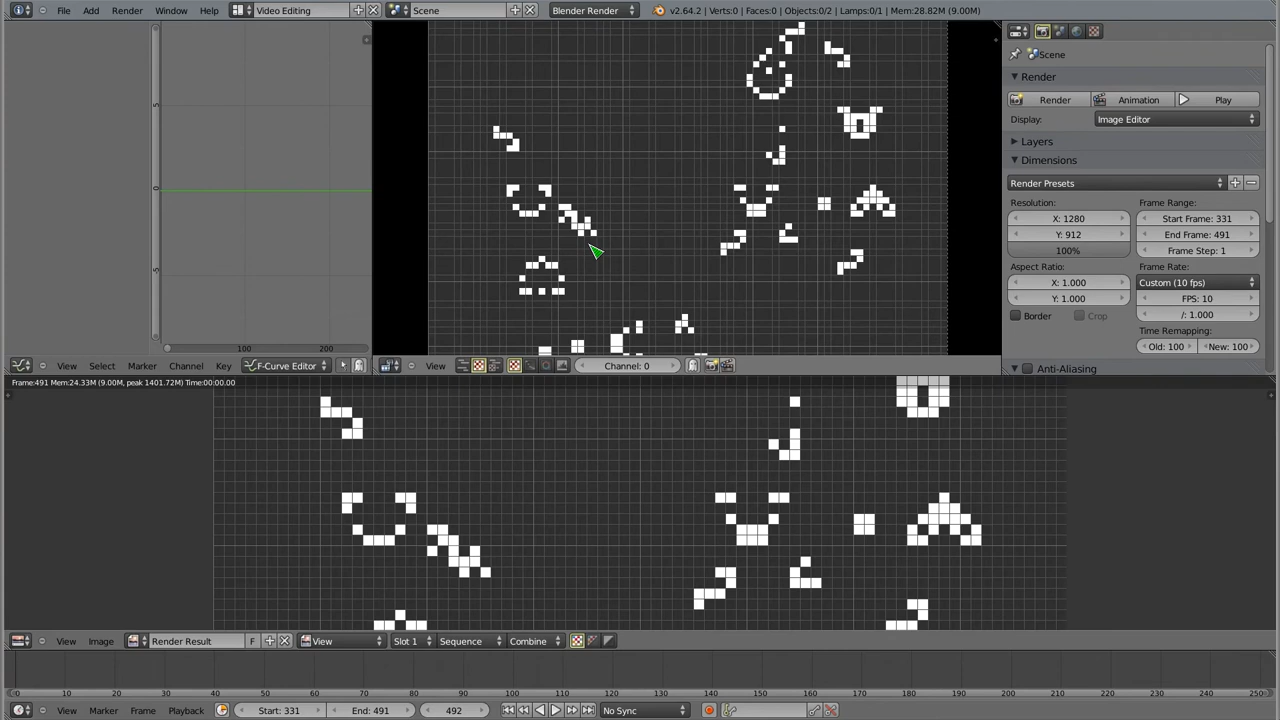 File Add Render Window Help Video Editing Scene Blender Render v2.64.2 | Verts:0 | Faces:0 | Objects:0/2 | Lamps:0/1 | Mem:28.82M (9.00M)
Scene
Render
Render Animation Play
Display: Image Editor
Layers
Dimensions
Render Presets
Resolution: Frame Range:
X: 1280 Start Frame: 331
Y: 912 End Frame: 491
100% Frame Step: 1
Aspect Ratio: Frame Rate:
X: 1.000 Custom (10 fps)
Y: 1.000 FPS: 10
Border Crop /: 1.000
Time Remapping:
Old: 100 New: 100
Anti-Aliasing
5
0
5
100 200
View Select Marker Channel Key F-Curve Editor View Channel: 0
Frame:491 Mem:24.33M (9.00M, peak 1401.72M) Time:00:00.00
View Image Render Result F View Slot 1 Sequence Combine
0 10 20 30 40 50 60 70 80 90 100 110 120 130 140 150 160 170 180 190 200 210 220 230 240 250
View Marker Frame Playback Start: 331 End: 491 492 No Sync